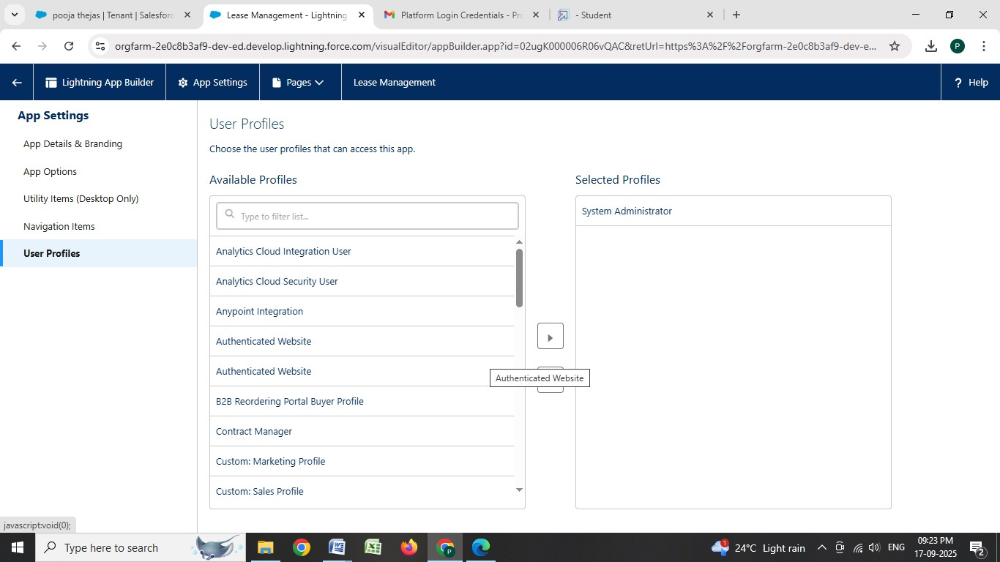 pooja thejas | Tenant | Salesforc
Lease Management - Lightning
Platform Login Credentials - Pr
- Student
orgfarm-2e0c8b3af9-dev-ed.develop.lightning.force.com/visualEditor/appBuilder.app?id=02ugK000006R06vQAC&retUrl=https%3A%2F%2Forgfarm-2e0c8b3af9-dev-e...
P
Lightning App Builder
App Settings
Pages
Lease Management
? Help
App Settings
App Details & Branding
App Options
Utility Items (Desktop Only)
Navigation Items
User Profiles
User Profiles
Choose the user profiles that can access this app.
Available Profiles
Selected Profiles
Type to filter list...
System Administrator
Analytics Cloud Integration User
Analytics Cloud Security User
Anypoint Integration
Authenticated Website
Authenticated Website
Authenticated Website
B2B Reordering Portal Buyer Profile
Contract Manager
Custom: Marketing Profile
Custom: Sales Profile
javascript:void(0);
Type here to search
1
24°C Light rain
ENG
09:23 PM
17-09-2025
2